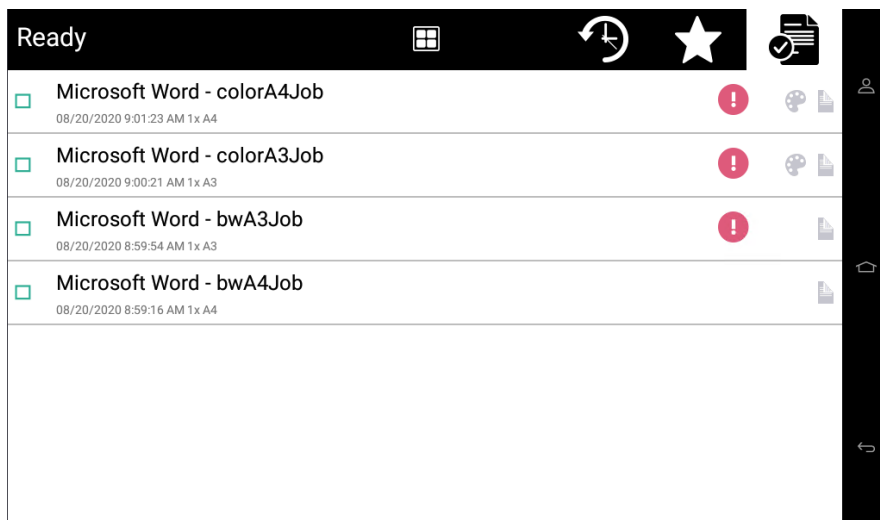 Ready
Microsoft Word - colorA4Job
08/20/2020 9:01:23 AM 1x A4
Microsoft Word - colorA3Job
08/20/2020 9:00:21 AM 1x A3
Microsoft Word - bwA3Job
08/20/2020 8:59:54 AM 1x A3
Microsoft Word - bwA4Job
08/20/2020 8:59:16 AM 1x A4